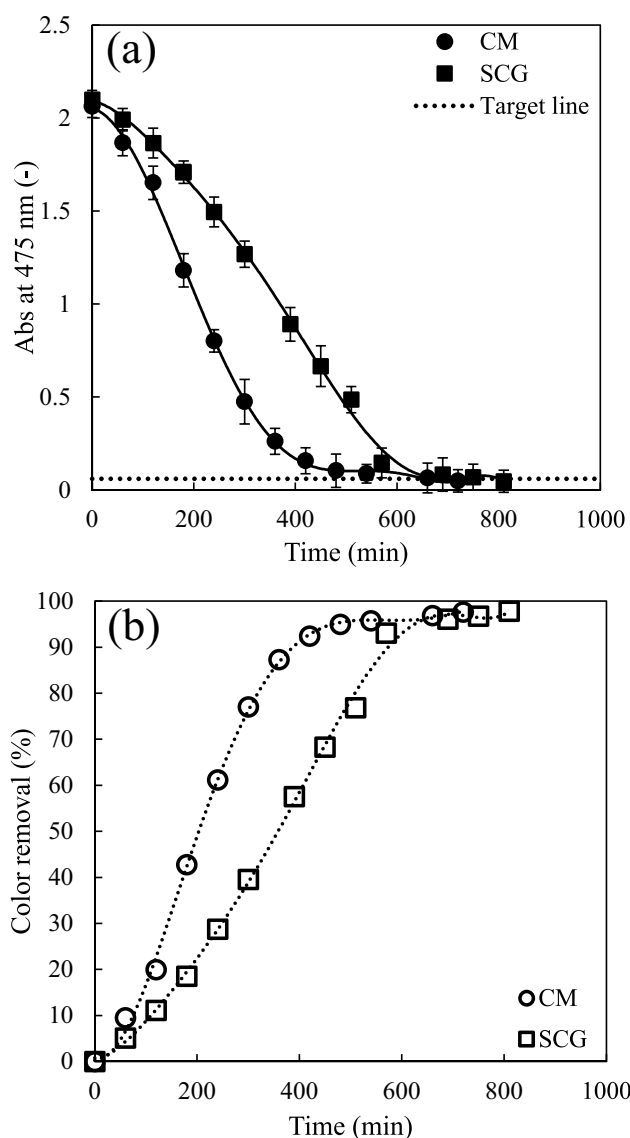 (a)
CM
SCG
Target line
2.5
2
1.5
1
0.5
0
Abs at 475 nm (-)
0 200 400 600 800 1000
Time (min)
(b)
100
90
80
70
60
50
40
30
20
10
0
Color removal (%)
CM
SCG
0 200 400 600 800 1000
Time (min)